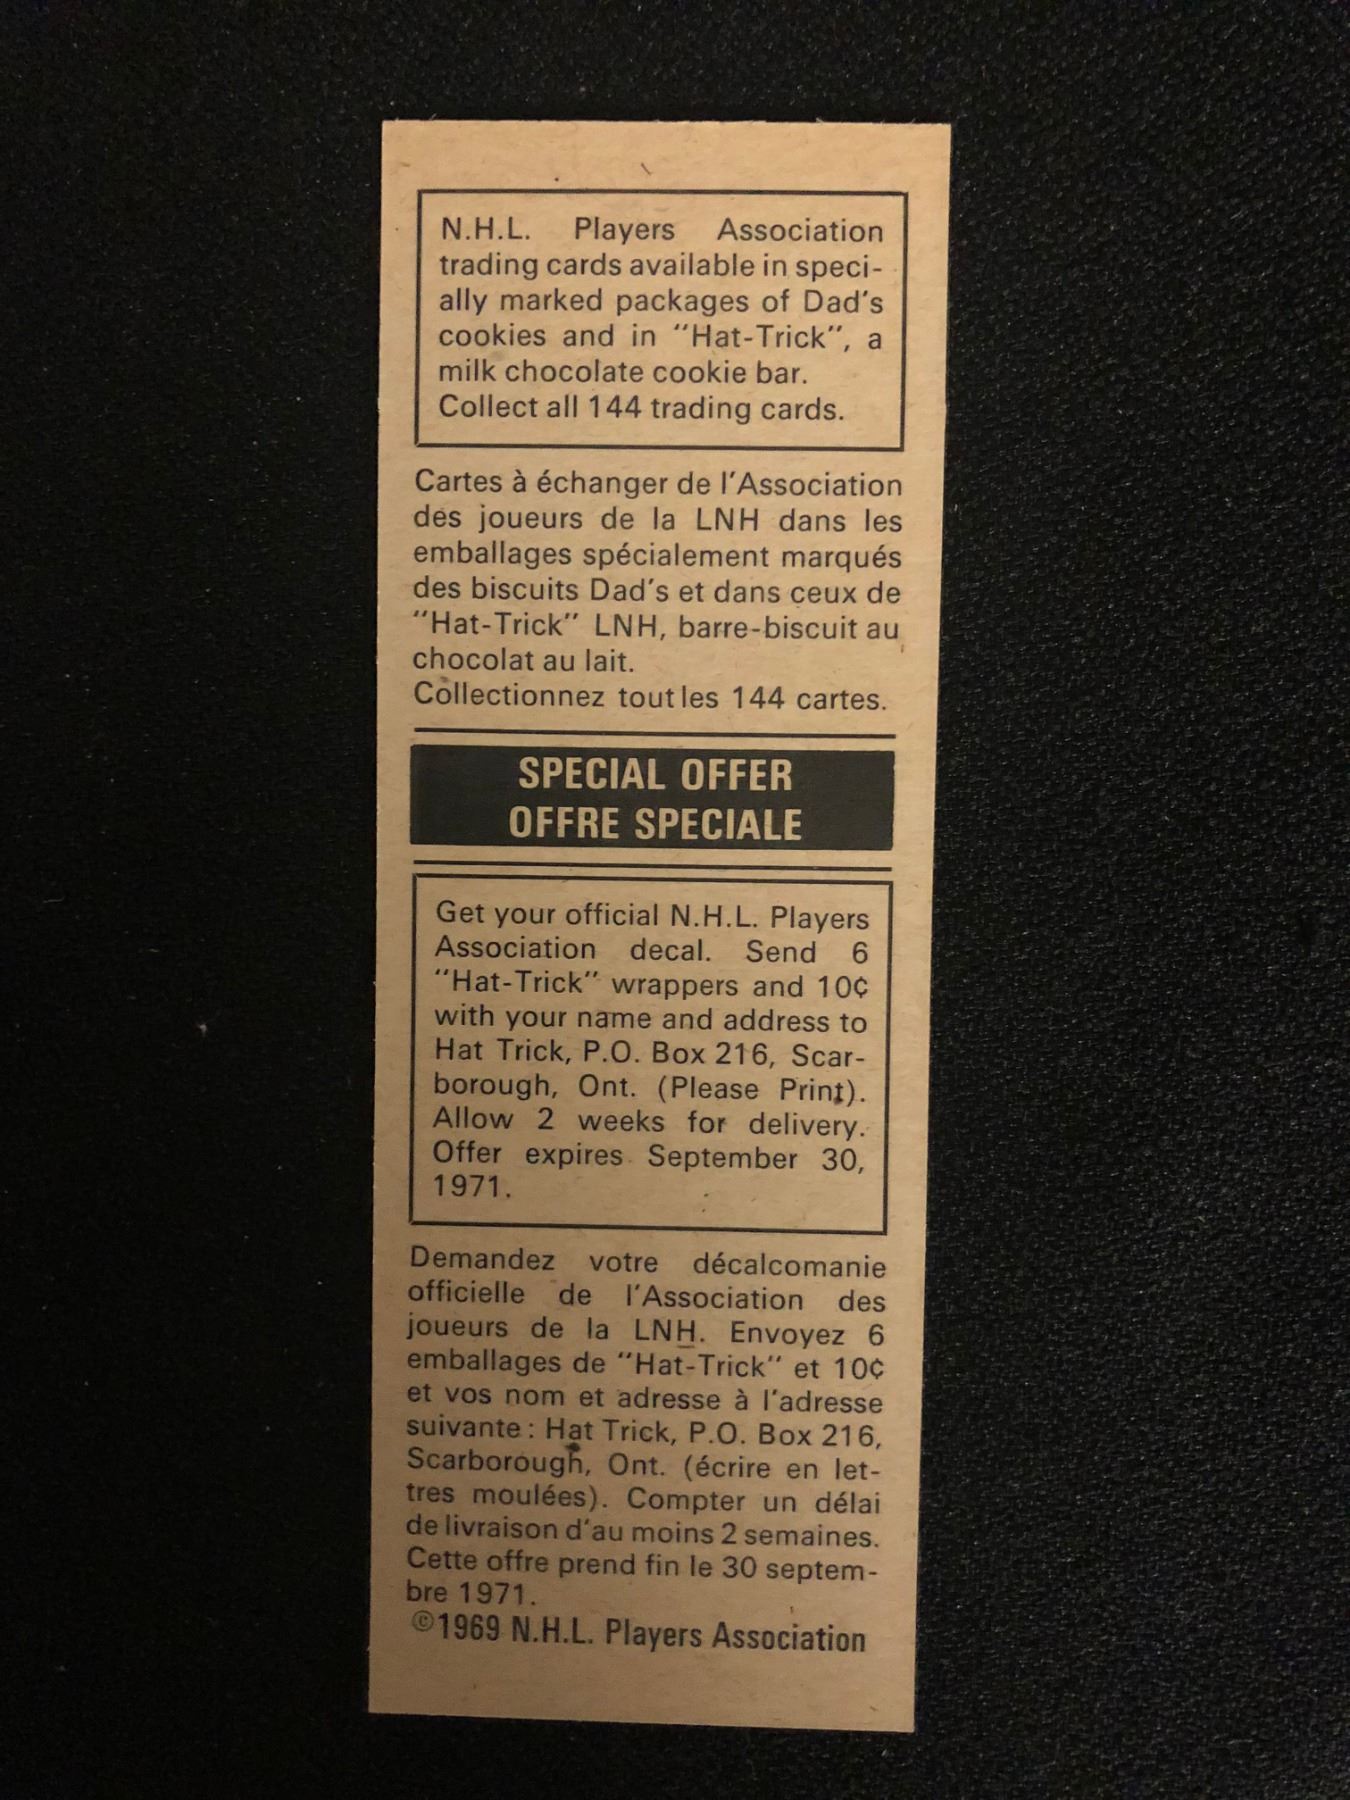 N.H.L. Players Association
trading cards available in speci-
ally marked packages of Dad's
cookies and in "Hat-Trick", a
milk chocolate cookie bar.
Collect all 144 trading cards.
Cartes à échanger de l'Association
des joueurs de la LNH dans les
emballages spécialement marqués
des biscuits Dad's et dans ceux de
"Hat-Trick" LNH, barre-biscuit au
chocolat au lait.
Collectionnez tout les 144 cartes.
SPECIAL OFFER
OFFRE SPECIALE
Get your official N.H.L. Players
Association decal. Send 6
"Hat-Trick" wrappers and 10¢
with your name and address to
Hat Trick, P.O. Box 216, Scar-
borough, Ont. (Please Print).
Allow 2 weeks for delivery.
Offer expires September 30,
1971.
Demandez votre décalcomanie
officielle de l'Association des
joueurs de la LNH. Envoyez 6
emballages de "Hat-Trick" et 10¢
et vos nom et adresse à l'adresse
suivante : Hat Trick, P.O. Box 216,
Scarborough, Ont. (écrire en let-
tres moulées). Compter un délai
de livraison d'au moins 2 semaines.
Cette offre prend fin le 30 septem-
bre 1971.
©1969 N.H.L. Players Association